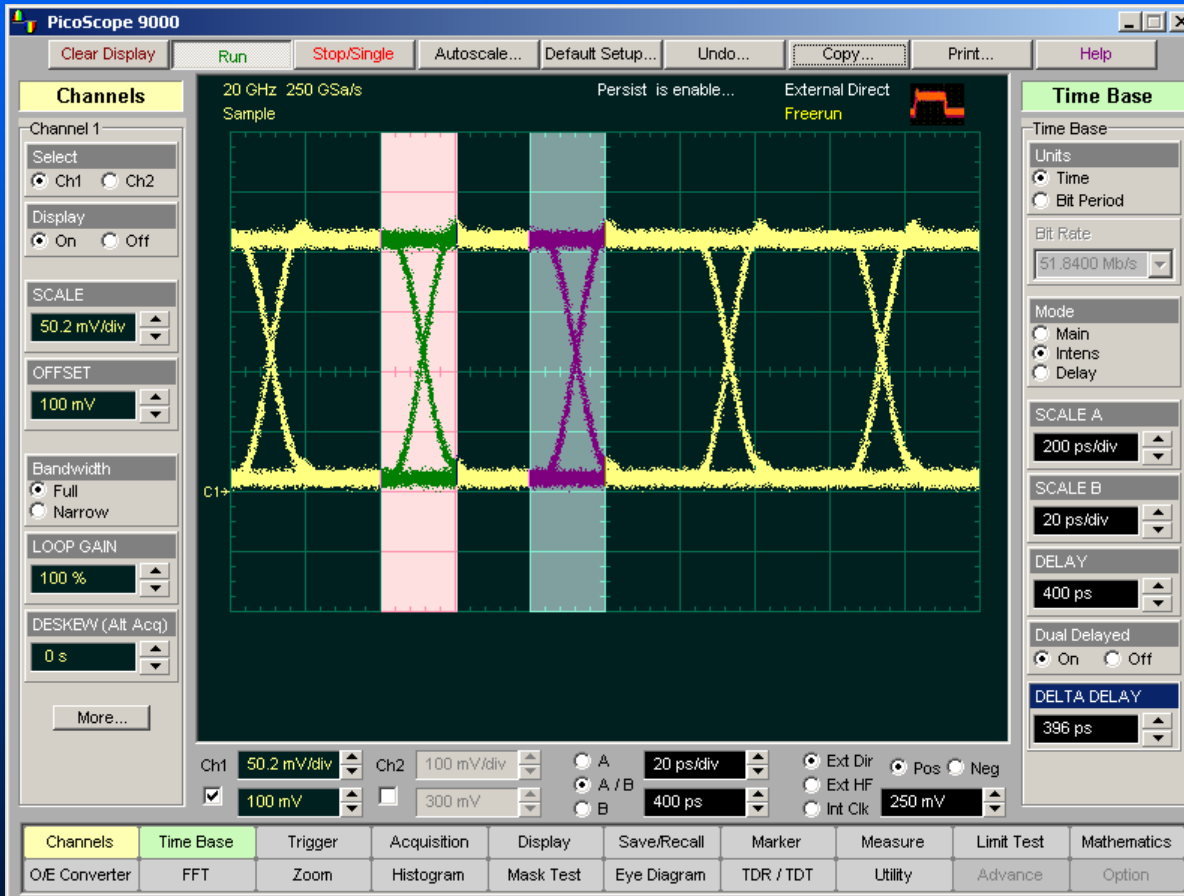 PicoScope 9000
Clear Display Run Stop/Single Autoscale... Default Setup... Undo... Copy... Print... Help
Channels
Channel 1
Select
Ch1 Ch2
Display
On Off
SCALE
50.2 mV/div
OFFSET
100 mV
Bandwidth
Full
Narrow
LOOP GAIN
100 %
DESKEW (Alt Acq)
0 s
More...
20 GHz 250 GSa/s Persist is enable... External Direct
Sample Freerun
C1
Time Base
Time Base
Units
Time
Bit Period
Bit Rate
51.8400 Mb/s
Mode
Main
Intens
Delay
SCALE A
200 ps/div
SCALE B
20 ps/div
DELAY
400 ps
Dual Delayed
On Off
DELTA DELAY
396 ps
Ch1 50.2 mV/div Ch2 100 mV/div A 20 ps/div Ext Dir Pos Neg
A / B Ext HF
100 mV 300 mV B 400 ps Int Clk 250 mV
Channels Time Base Trigger Acquisition Display Save/Recall Marker Measure Limit Test Mathematics
O/E Converter FFT Zoom Histogram Mask Test Eye Diagram TDR / TDT Utility Advance Option